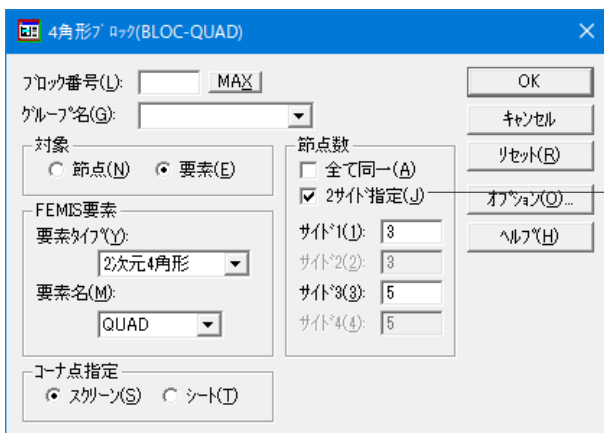 4角形ブロック(BLOC-QUAD)
ブロック番号(L): MAX
グループ名(G):
対象
節点(N) 要素(E)
FEMIS要素
要素タイプ(Y):
2次元4角形
要素名(M):
QUAD
コーナ点指定
スクリーン(S) シート(T)
節点数
全て同一(A)
2サイド指定(J)
サイド1(1): 3
サイド2(2): 3
サイド3(3): 5
サイド4(4): 5
OK
キャンセル
リセット(R)
オプション(O)...
ヘルプ(H)